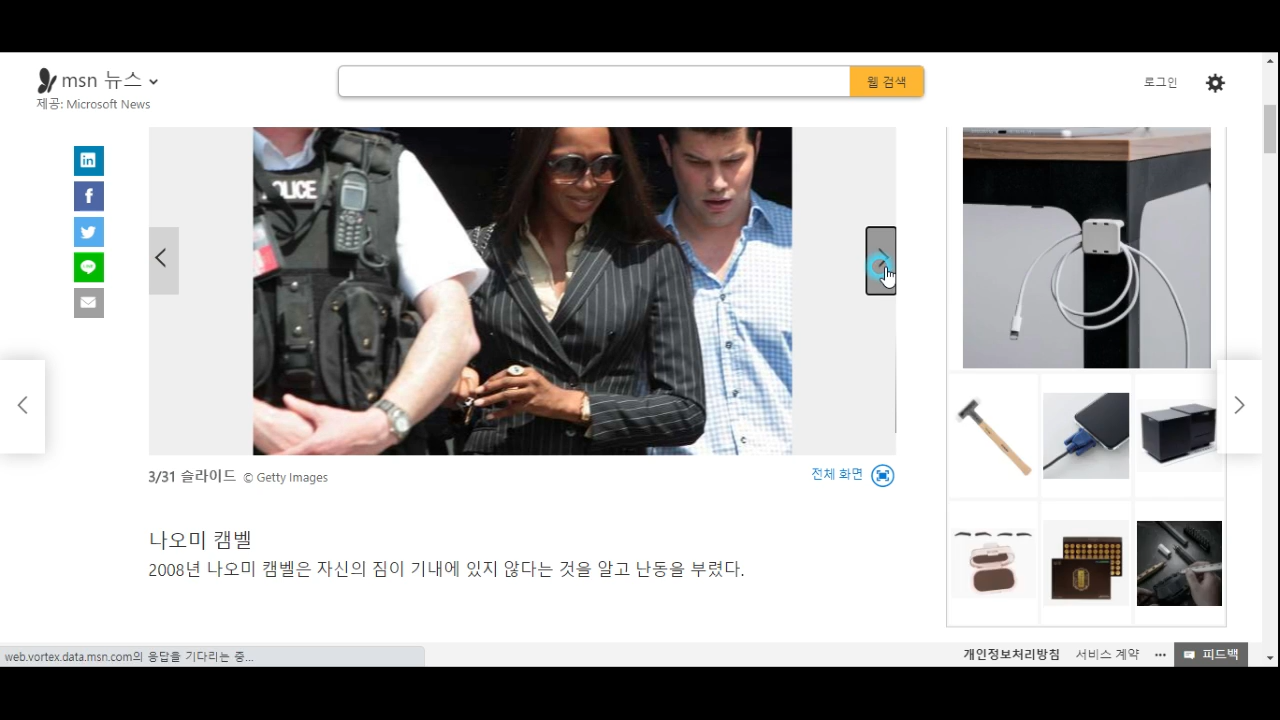 msn 뉴스
제공: Microsoft News
웹 검색
로그인
in
f
OLICE
3/31 슬라이드 © Getty Images
전체 화면
나오미 캠벨
2008년 나오미 캠벨은 자신의 짐이 기내에 있지 않다는 것을 알고 난동을 부렸다.
web.vortex.data.msn.com의 응답을 기다리는 중...
개인정보처리방침 서비스 계약 ... 피드백